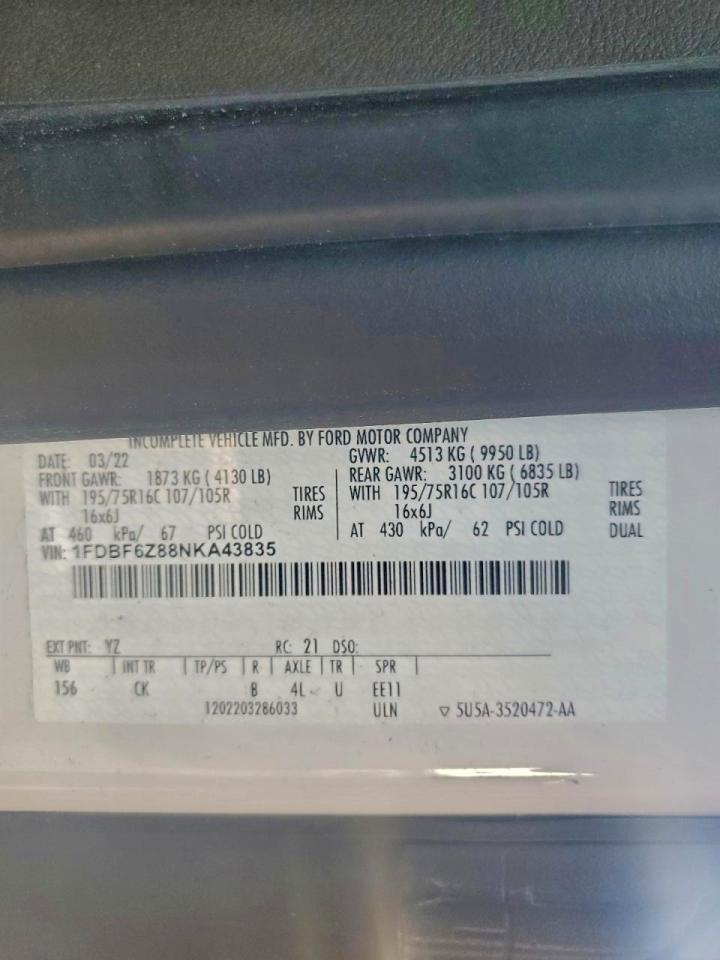 INCOMPLETE VEHICLE MFD. BY FORD MOTOR COMPANY
DATE: 03/22 GVWR: 4513 KG ( 9950 LB)
FRONT GAWR: 1873 KG ( 4130 LB) REAR GAWR: 3100 KG ( 6835 LB)
WITH 195/75R16C 107/105R TIRES WITH 195/75R16C 107/105R TIRES
16x6J RIMS 16x6J RIMS
AT 460 kPa/ 67 PSI COLD AT 430 kPa/ 62 PSI COLD DUAL
VIN: 1FDBF6Z88NKA43835
EXT PNT: YZ RC: 21 DSO:
WB INT TR TP/PS R AXLE TR SPR
156 CK B 4L U EE11
1202203286033 ULN ▽ 5U5A-3520472-AA